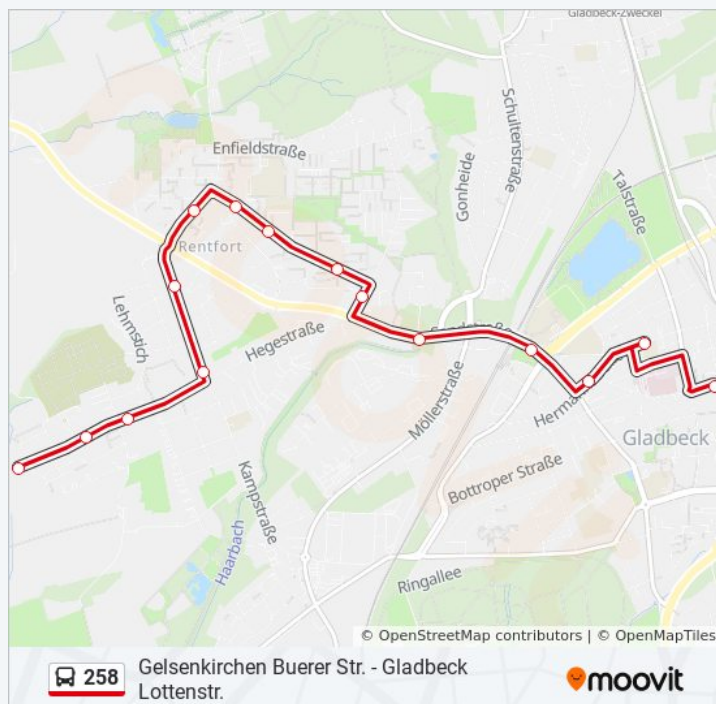 Gladbeck-Zweckel
Schultenstraße
Enfieldstraße
Gonheide
Talstraße
Rentfort
Lehmstich
Hegestraße
Möllerstraße
Gladbeck
Bottroper Straße
Kampstraße
Haarbach
Ringallee
© OpenStreetMap contributors | © OpenMapTiles
258
Gelsenkirchen Buerer Str. - Gladbeck
Lottenstr.
moovit